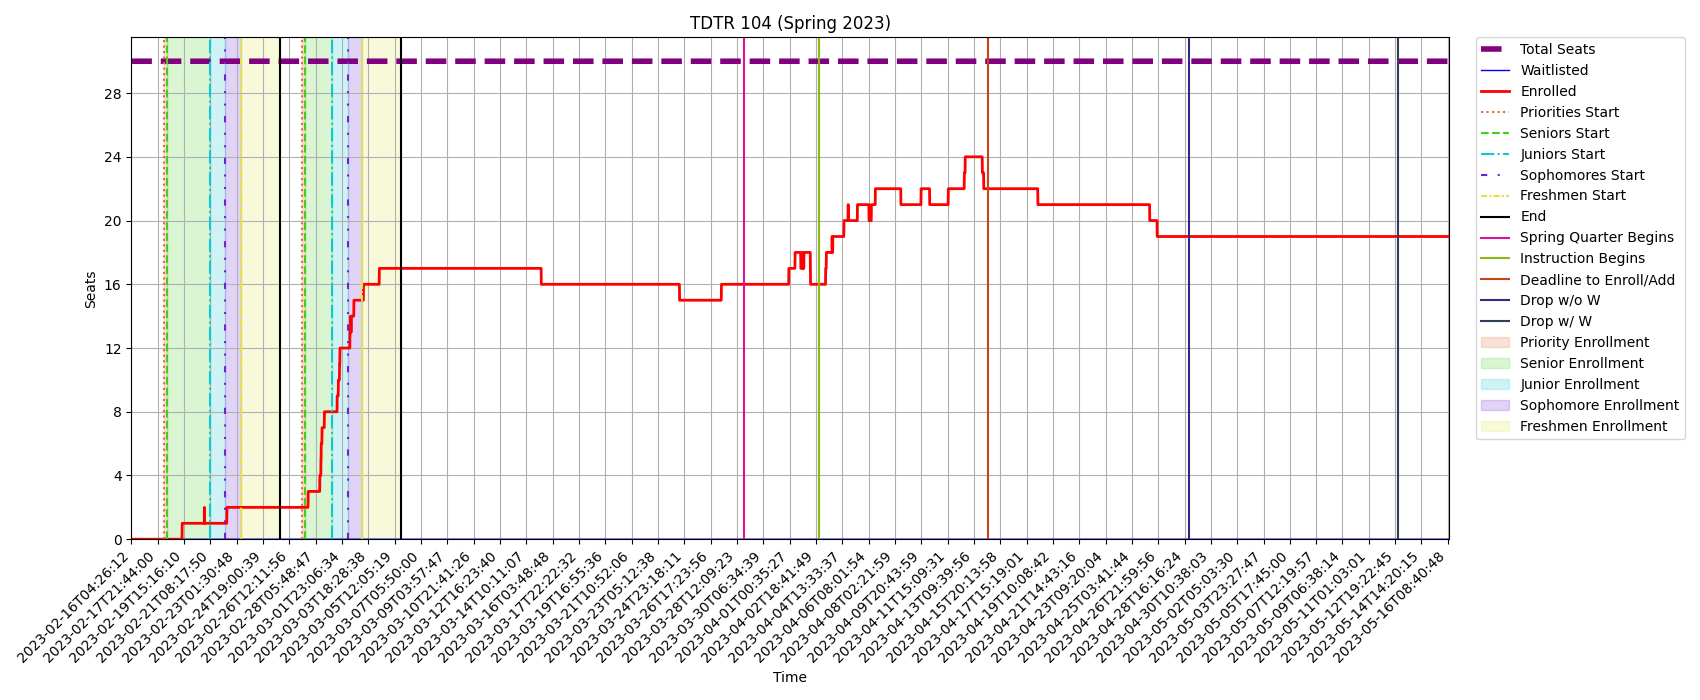 TDTR 104 (Spring 2023)
Seats
28
24
20
16
12
8
4
0
2023-02-16T04:26:12
2023-02-17T21:44:00
2023-02-19T15:16:10
2023-02-21T08:17:50
2023-02-23T01:30:48
2023-02-24T19:00:39
2023-02-26T12:11:56
2023-02-28T05:48:47
2023-03-01T23:06:34
2023-03-03T18:28:38
2023-03-05T12:05:19
2023-03-07T05:50:00
2023-03-09T03:57:47
2023-03-10T21:41:26
2023-03-12T16:23:40
2023-03-14T10:11:07
2023-03-16T03:48:48
2023-03-17T22:22:32
2023-03-19T16:55:36
2023-03-21T10:52:06
2023-03-23T05:12:38
2023-03-24T23:18:11
2023-03-26T17:23:56
2023-03-28T12:09:23
2023-03-30T06:34:39
2023-04-01T00:35:27
2023-04-02T18:41:49
2023-04-04T13:33:37
2023-04-06T08:01:54
2023-04-08T02:21:59
2023-04-09T20:43:59
2023-04-11T15:09:31
2023-04-13T09:39:56
2023-04-15T20:13:58
2023-04-17T15:19:01
2023-04-19T10:08:42
2023-04-21T14:43:16
2023-04-23T09:20:04
2023-04-25T03:41:44
2023-04-26T21:59:56
2023-04-28T16:16:24
2023-04-30T10:38:03
2023-05-02T05:03:30
2023-05-03T23:27:47
2023-05-05T17:45:00
2023-05-07T12:19:57
2023-05-09T06:38:14
2023-05-11T01:03:01
2023-05-12T19:22:45
2023-05-14T14:20:15
2023-05-16T08:40:48
Time
Total Seats
Waitlisted
Enrolled
Priorities Start
Seniors Start
Juniors Start
Sophomores Start
Freshmen Start
End
Spring Quarter Begins
Instruction Begins
Deadline to Enroll/Add
Drop w/o W
Drop w/ W
Priority Enrollment
Senior Enrollment
Junior Enrollment
Sophomore Enrollment
Freshmen Enrollment